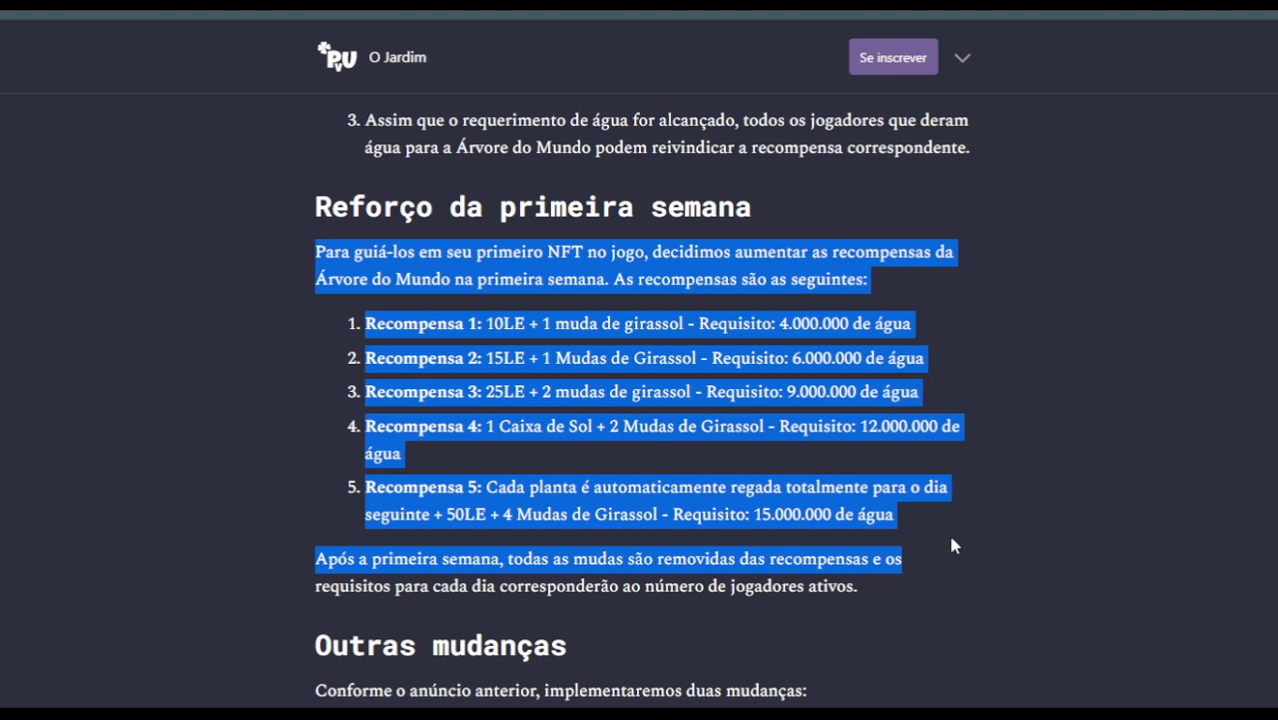 PVU O Jardim Se inscrever
3. Assim que o requerimento de água for alcançado, todos os jogadores que deram
água para a Árvore do Mundo podem reivindicar a recompensa correspondente.
Reforço da primeira semana
Para guiá-los em seu primeiro NFT no jogo, decidimos aumentar as recompensas da
Árvore do Mundo na primeira semana. As recompensas são as seguintes:
1. Recompensa 1: 10LE + 1 muda de girassol - Requisito: 4.000.000 de água
2. Recompensa 2: 15LE + 1 Mudas de Girassol - Requisito: 6.000.000 de água
3. Recompensa 3: 25LE + 2 mudas de girassol - Requisito: 9.000.000 de água
4. Recompensa 4: 1 Caixa de Sol + 2 Mudas de Girassol - Requisito: 12.000.000 de
água
5. Recompensa 5: Cada planta é automaticamente regada totalmente para o dia
seguinte + 50LE + 4 Mudas de Girassol - Requisito: 15.000.000 de água
Após a primeira semana, todas as mudas são removidas das recompensas e os
requisitos para cada dia corresponderão ao número de jogadores ativos.
Outras mudanças
Conforme o anúncio anterior, implementaremos duas mudanças: